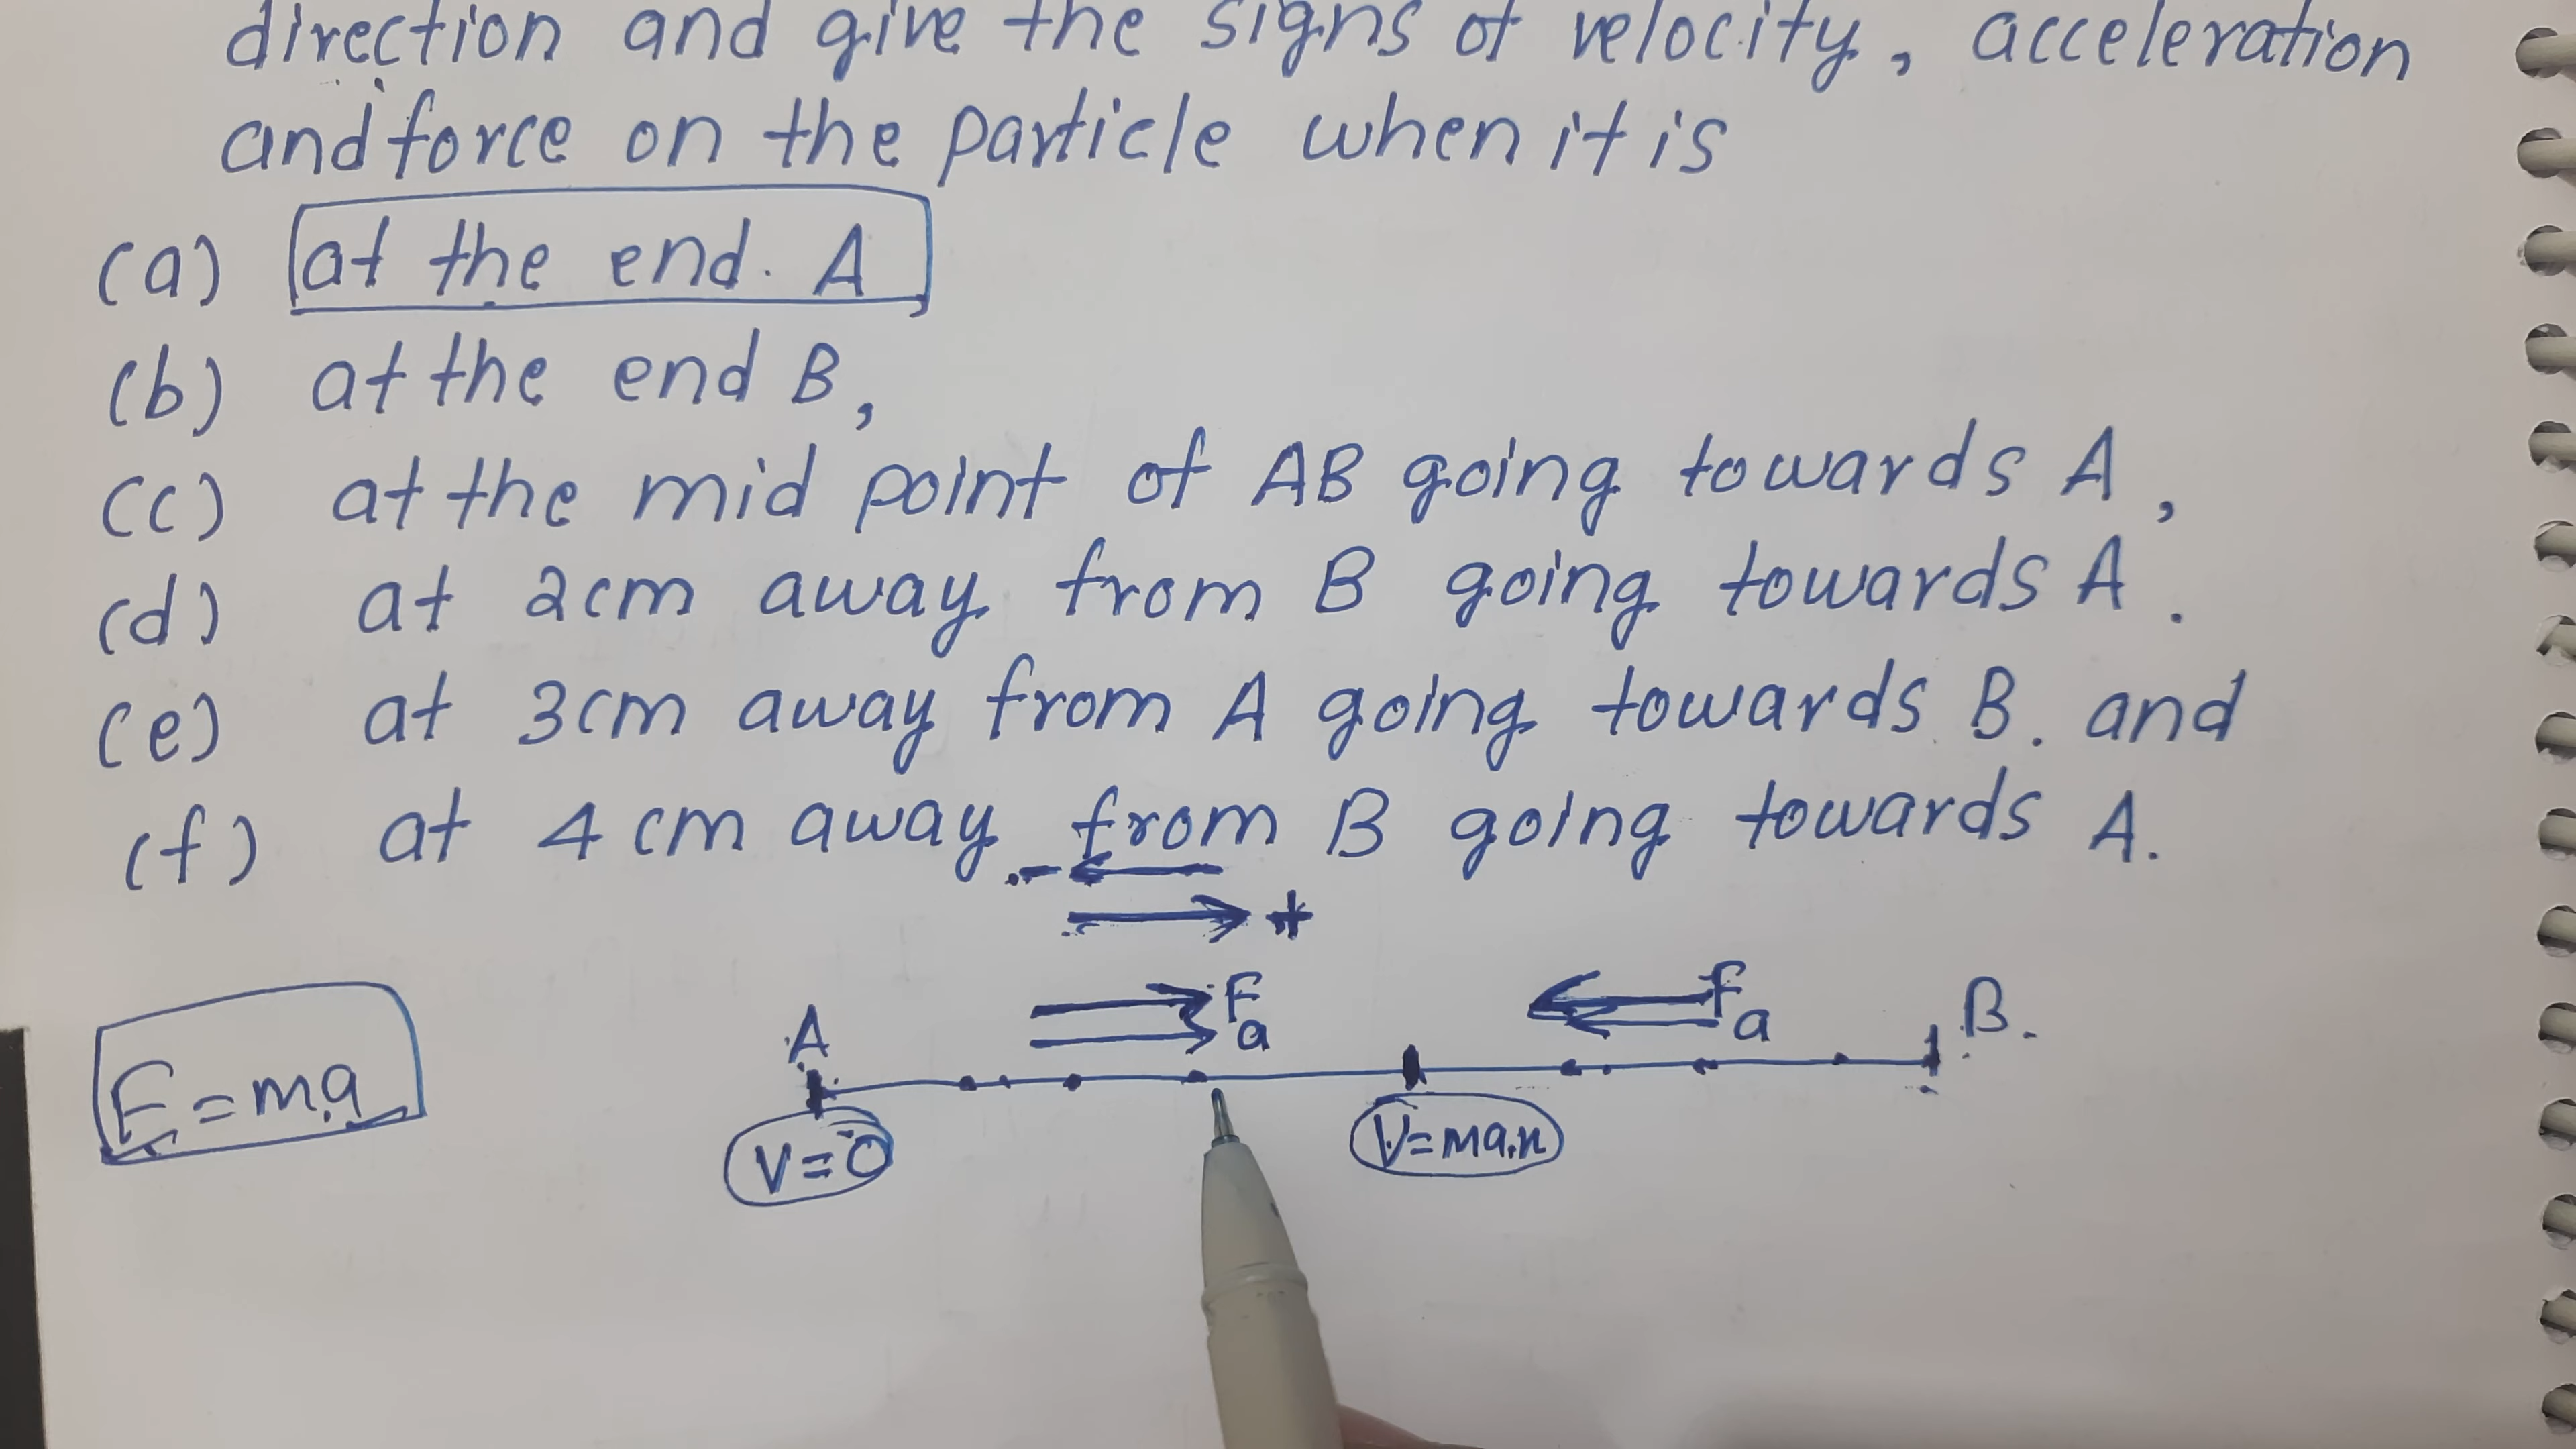 direction and give the signs of velocity, acceleration
and force on the particle when it is
(a) at the end. A,
(b) at the end B,
(c) at the mid point of AB going towards A,
(d) at 2cm away from B going towards A.
(e) at 3cm away from A going towards B. and
(f) at 4cm away from B going towards A.
-
+
F
a
F
a
A
B.
F=ma
V=0
V=max